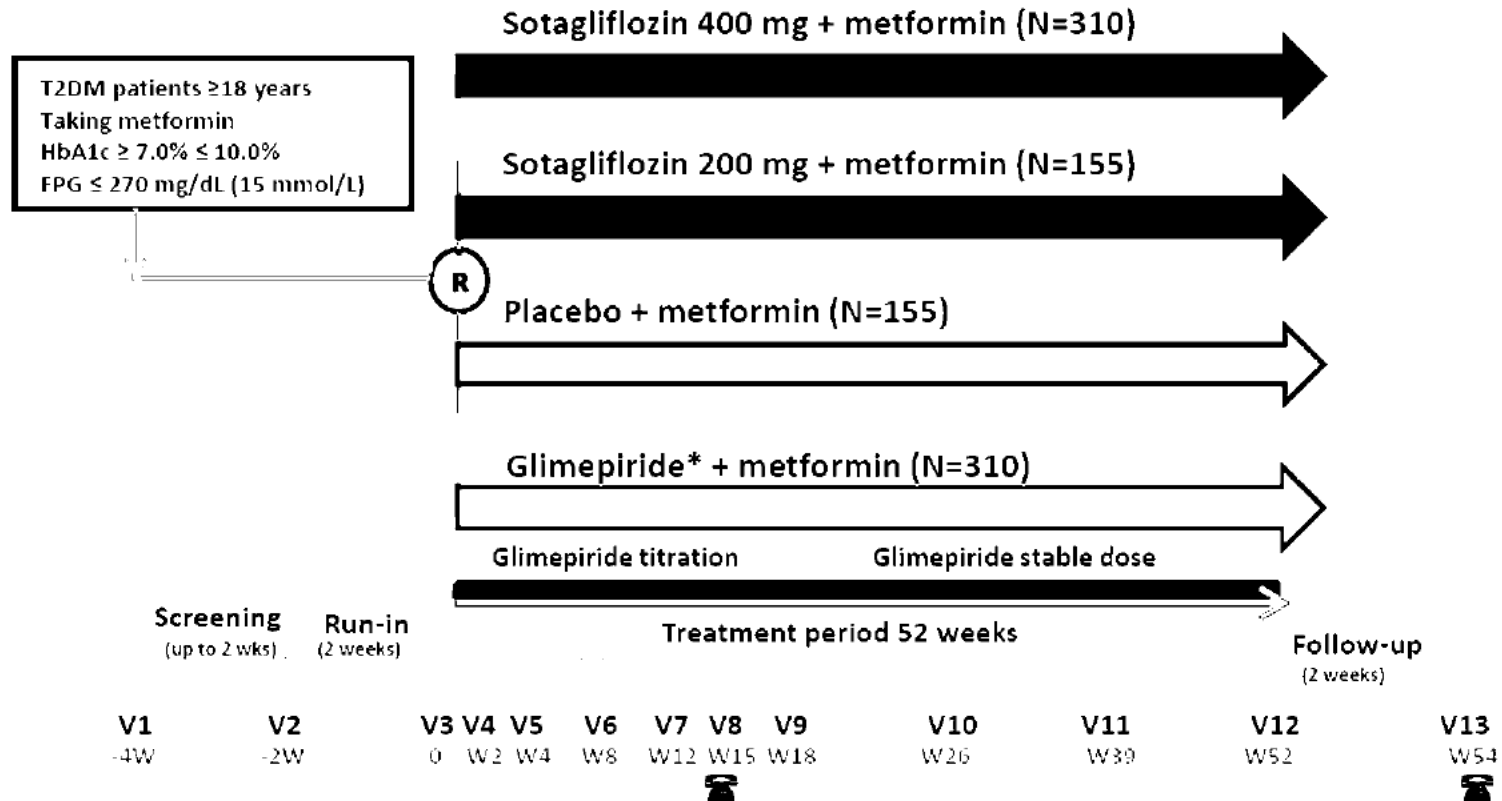 Sotagliflozin 400 mg + metformin (N=310)
T2DM patients ≥18 years
Taking metformin
HbA1c ≥ 7.0% ≤ 10.0%
FPG ≤ 270 mg/dL (15 mmol/L)
Sotagliflozin 200 mg + metformin (N=155)
R
Placebo + metformin (N=155)
Glimepiride* + metformin (N=310)
Glimepiride titration Glimepiride stable dose
Screening
(up to 2 wks)
Run-in
(2 weeks)
Treatment period 52 weeks
Follow-up
(2 weeks)
V1 V2 V3 V4 V5 V6 V7 V8 V9 V10 V11 V12 V13
-4W -2W 0 W2 W4 W8 W12 W15 W18 W26 W39 W52 W54